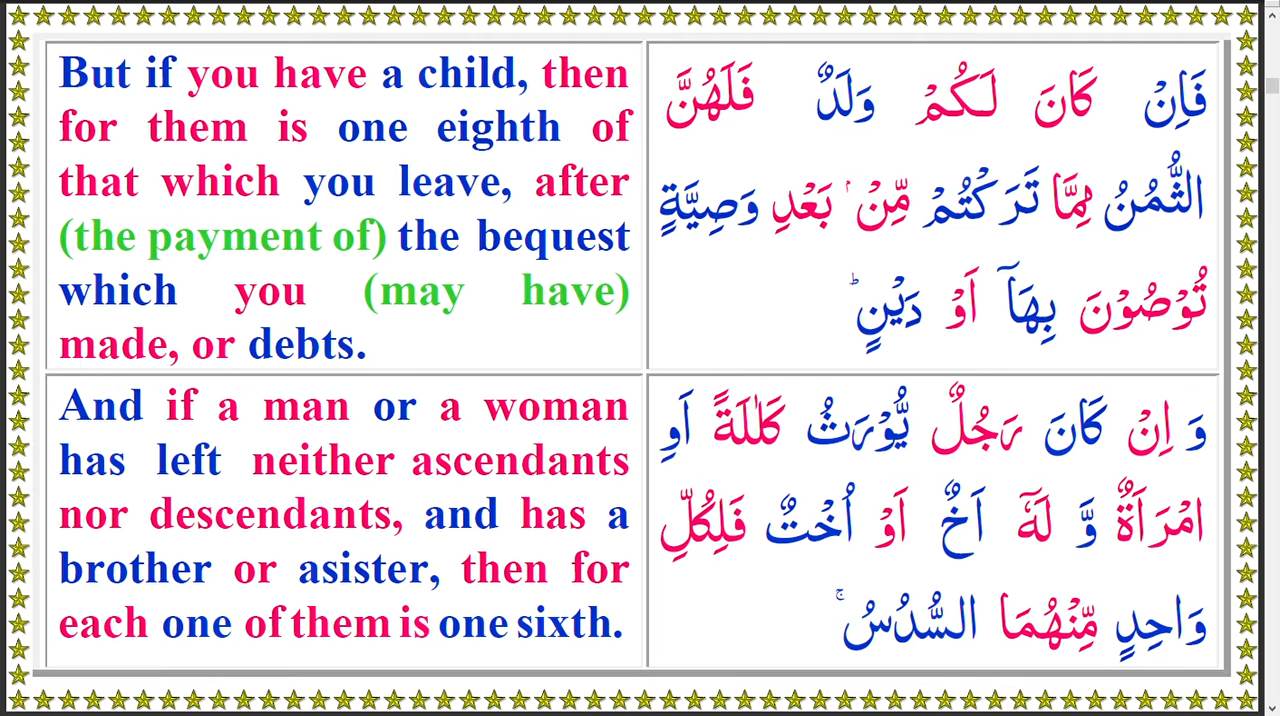 But if you have a child, then
for them is one eighth of
that which you leave, after
(the payment of) the bequest
which you (may have)
made, or debts.
فَاِنْ كَانَ لَكُمْ وَلَدٌ فَلَهُنَّ
الثُّمُنُ مِمَّا تَرَكْتُمْ مِّنْۢ بَعْدِ وَصِيَّةٍ
تُوْصُوْنَ بِهَاۤ اَوْ دَيْنٍ ؕ
And if a man or a woman
has left neither ascendants
nor descendants, and has a
brother or asister, then for
each one of them is one sixth.
وَ اِنْ كَانَ رَجُلٌ يُّوْرَثُ كَلٰلَةً اَوِ
امْرَاَةٌ وَّ لَهٗۤ اَخٌ اَوْ اُخْتٌ فَلِكُلِّ
وَاحِدٍ مِّنْهُمَا السُّدُسُ ۚ